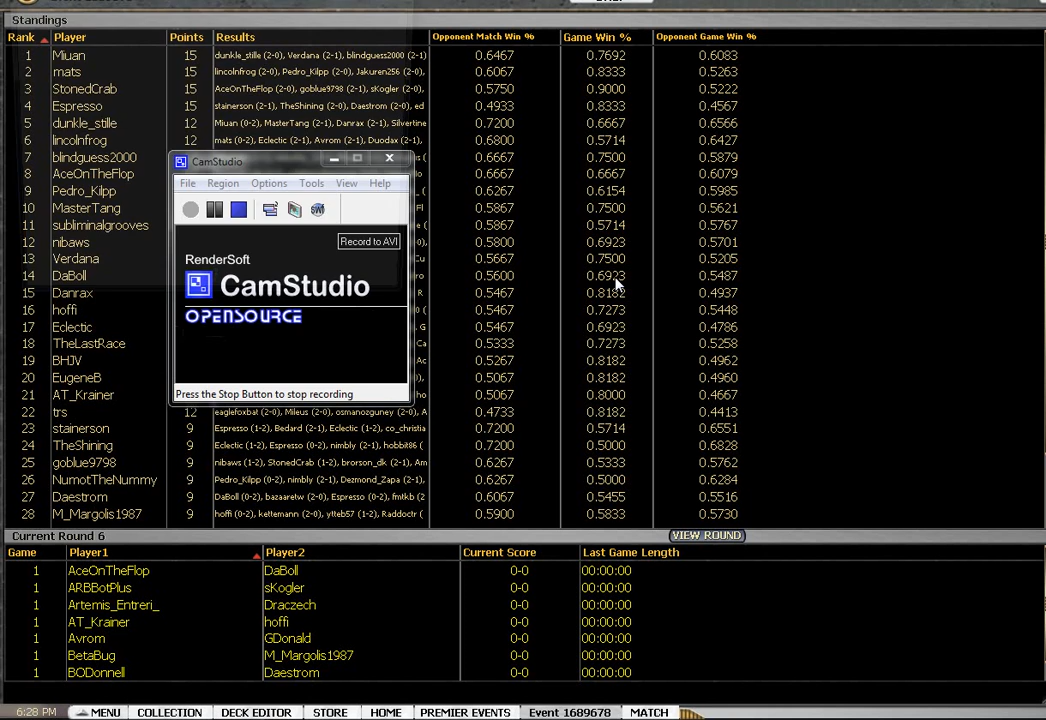 Standings
Rank Player Points Results Opponent Match Win % Game Win % Opponent Game Win %
1 Miuan 15 dunkle_stille (2-0), Verdana (2-1), blindguess2000 (2-1) 0.6467 0.7692 0.6083
2 mats 15 lincolnfrog (2-0), Pedro_Kilpp (2-0), Jakuren256 (2-0), 0.6067 0.8333 0.5263
3 StonedCrab 15 AceOnTheFlop (2-0), goblue9798 (2-1), sKogler (2-0), 0.5750 0.9000 0.5222
4 Espresso 15 stainerson (2-1), TheShining (2-0), Daestrom (2-0), ed 0.4933 0.8333 0.4567
5 dunkle_stille 12 Miuan (0-2), MasterTang (2-0), Danrax (2-0), Silvertine 0.7200 0.6667 0.6566
6 lincolnfrog 12 mats (0-2), Eclectic (2-1), Avrom (2-1), Duodax (2-1), 0.6800 0.5714 0.6427
7 blindguess2000 s ( 0.6667 0.7500 0.5879
8 AceOnTheFlop lo 0.6667 0.6667 0.6079
9 Pedro_Kilpp ( 0.6267 0.6154 0.5985
10 MasterTang Fl 0.5867 0.7500 0.5621
11 subliminalgrooves ( 0.5867 0.5714 0.5767
12 nibaws 0.5800 0.6923 0.5701
13 Verdana Cu 0.5667 0.7500 0.5205
14 DaBoll ro 0.5600 0.6923 0.5487
15 Danrax R 0.5467 0.8182 0.4937
16 hoffi 0.5467 0.7273 0.5448
17 Eclectic . G 0.5467 0.6923 0.4786
18 TheLastRace Ca 0.5333 0.7273 0.5258
19 BHJV Ac 0.5267 0.8182 0.4962
20 EugeneB 0.5067 0.8182 0.4960
21 AT_Krainer ho 0.5067 0.8000 0.4667
22 trs 12 eaglefoxbat (2-0), Mileus (2-0), osmanozguney (2-0), A 0.4733 0.8182 0.4413
23 stainerson 9 Espresso (1-2), Bedard (2-1), Eclectic (1-2), co_christia 0.7200 0.5714 0.6551
24 TheShining 9 Eclectic (1-2), Espresso (0-2), nimbly (2-1), hobbit86 ( 0.7200 0.5000 0.6828
25 goblue9798 9 nibaws (1-2), StonedCrab (1-2), brorson_dk (2-1), Am 0.6267 0.5333 0.5762
26 NumotTheNummy 9 Pedro_Kilpp (0-2), nimbly (2-1), Dezmond_Zapa (2-1), 0.6267 0.5000 0.6284
27 Daestrom 9 DaBoll (0-2), bazaaretw (2-0), Espresso (0-2), fmtkb (2 0.6067 0.5455 0.5516
28 M_Margolis1987 9 hoffi (0-2), kettemann (2-0), ytteb57 (1-2), Raddoctr ( 0.5900 0.5833 0.5730
CamStudio
File Region Options Tools View Help
SWF
Record to AVI
RenderSoft
CamStudio
OPENSOURCE
Press the Stop Button to stop recording
Current Round 6 VIEW ROUND
Game Player1 Player2 Current Score Last Game Length
1 AceOnTheFlop DaBoll 0-0 00:00:00
1 ARBBotPlus sKogler 0-0 00:00:00
1 Artemis_Entreri_ Draczech 0-0 00:00:00
1 AT_Krainer hoffi 0-0 00:00:00
1 Avrom GDonald 0-0 00:00:00
1 BetaBug M_Margolis1987 0-0 00:00:00
1 BODonnell Daestrom 0-0 00:00:00
6:28 PM MENU COLLECTION DECK EDITOR STORE HOME PREMIER EVENTS Event 1689678 MATCH